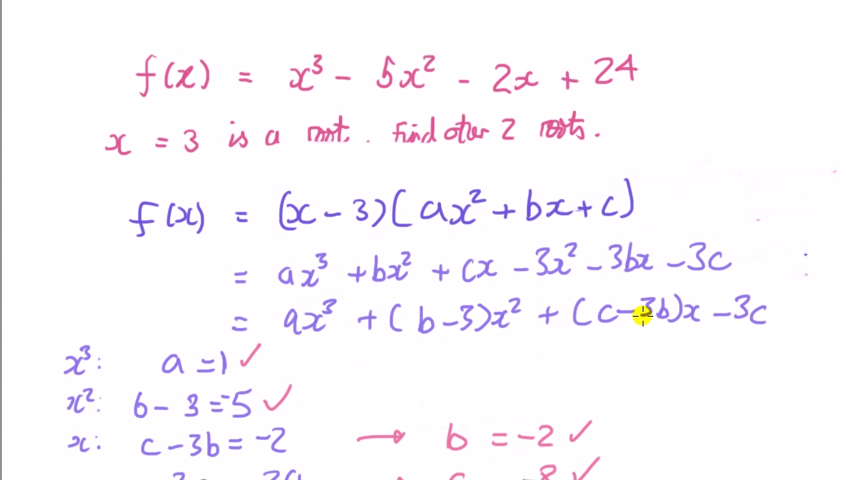 f(x) = x³ - 5x² - 2x + 24
x = 3 is a root. Find other 2 roots.
f(x) = (x - 3)(ax² + bx + c)
= ax³ + bx² + cx - 3x² - 3bx - 3c
= ax³ + (b - 3)x² + (c - 3b)x - 3c
x³: a = 1 ✓
x²: b - 3 = -5 ✓
x: c - 3b = -2 → b = -2 ✓